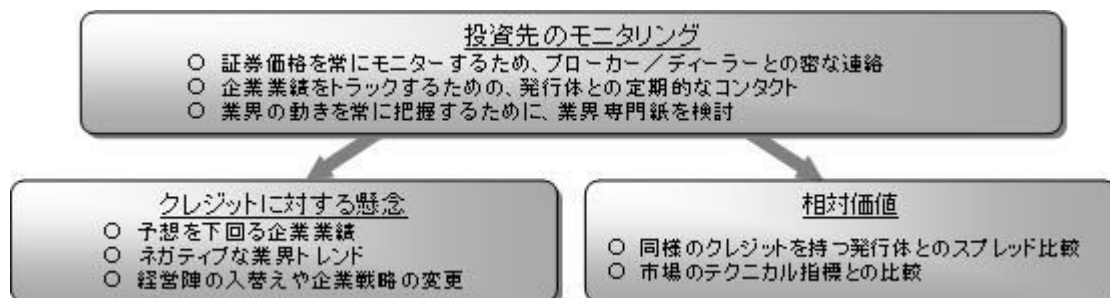 投資先のモニタリング
○ 証券価格を常にモニターするため、ブローカー／ディーラーとの密な連絡
○ 企業業績をトラックするための、発行体との定期的なコンタクト
○ 業界の動きを常に把握するために、業界専門紙を検討
クレジットに対する懸念
○ 予想を下回る企業業績
○ ネガティブな業界トレンド
○ 経営陣の入替えや企業戦略の変更
相対価値
○ 同様のクレジットを持つ発行体とのスプレッド比較
○ 市場のテクニカル指標との比較